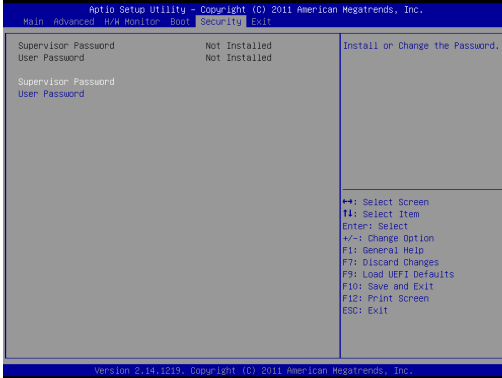 Aptio Setup Utility - Copyright (C) 2011 American Megatrends, Inc.
Main Advanced H/W Monitor Boot Security Exit
Supervisor Password Not Installed
User Password Not Installed
Supervisor Password
User Password
Install or Change the Password.
↔: Select Screen
↑↓: Select Item
Enter: Select
+/-: Change Option
F1: General Help
F7: Discard Changes
F9: Load UEFI Defaults
F10: Save and Exit
F12: Print Screen
ESC: Exit
Version 2.14.1219. Copyright (C) 2011 American Megatrends, Inc.